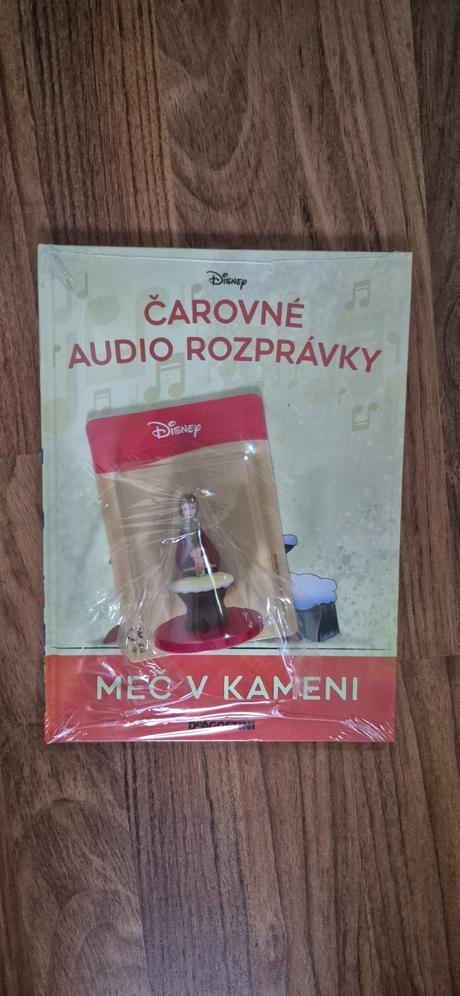 Disney
ČAROVNÉ
AUDIO ROZPRÁVKY
Disney
MEČ V KAMENI
DeAGOSTINI